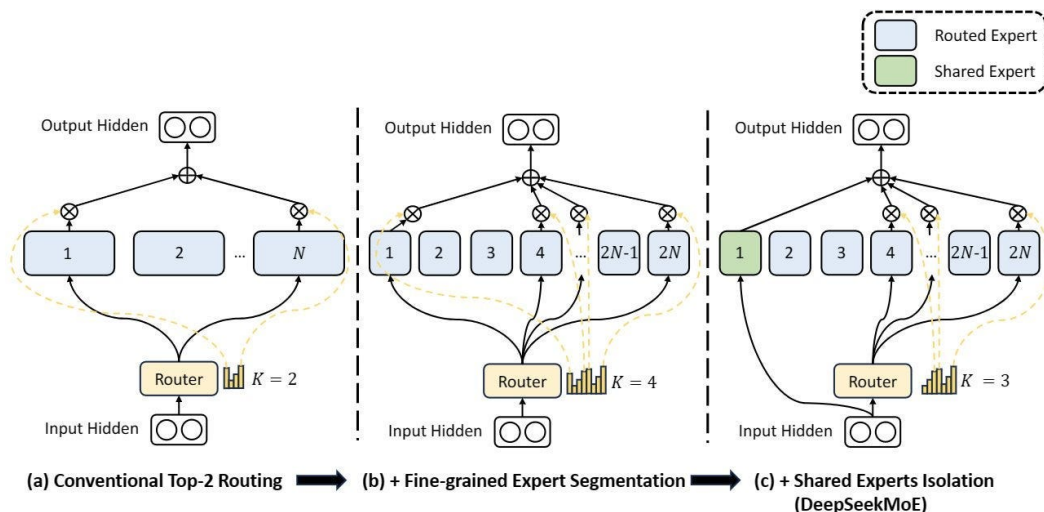 Routed Expert
Shared Expert
Output Hidden
1
2
...
N
Router
K = 2
Input Hidden
(a) Conventional Top-2 Routing
Output Hidden
1
2
3
4
...
2N-1
2N
Router
K = 4
Input Hidden
(b) + Fine-grained Expert Segmentation
Output Hidden
1
2
3
4
...
2N-1
2N
Router
K = 3
Input Hidden
(c) + Shared Experts Isolation
(DeepSeekMoE)